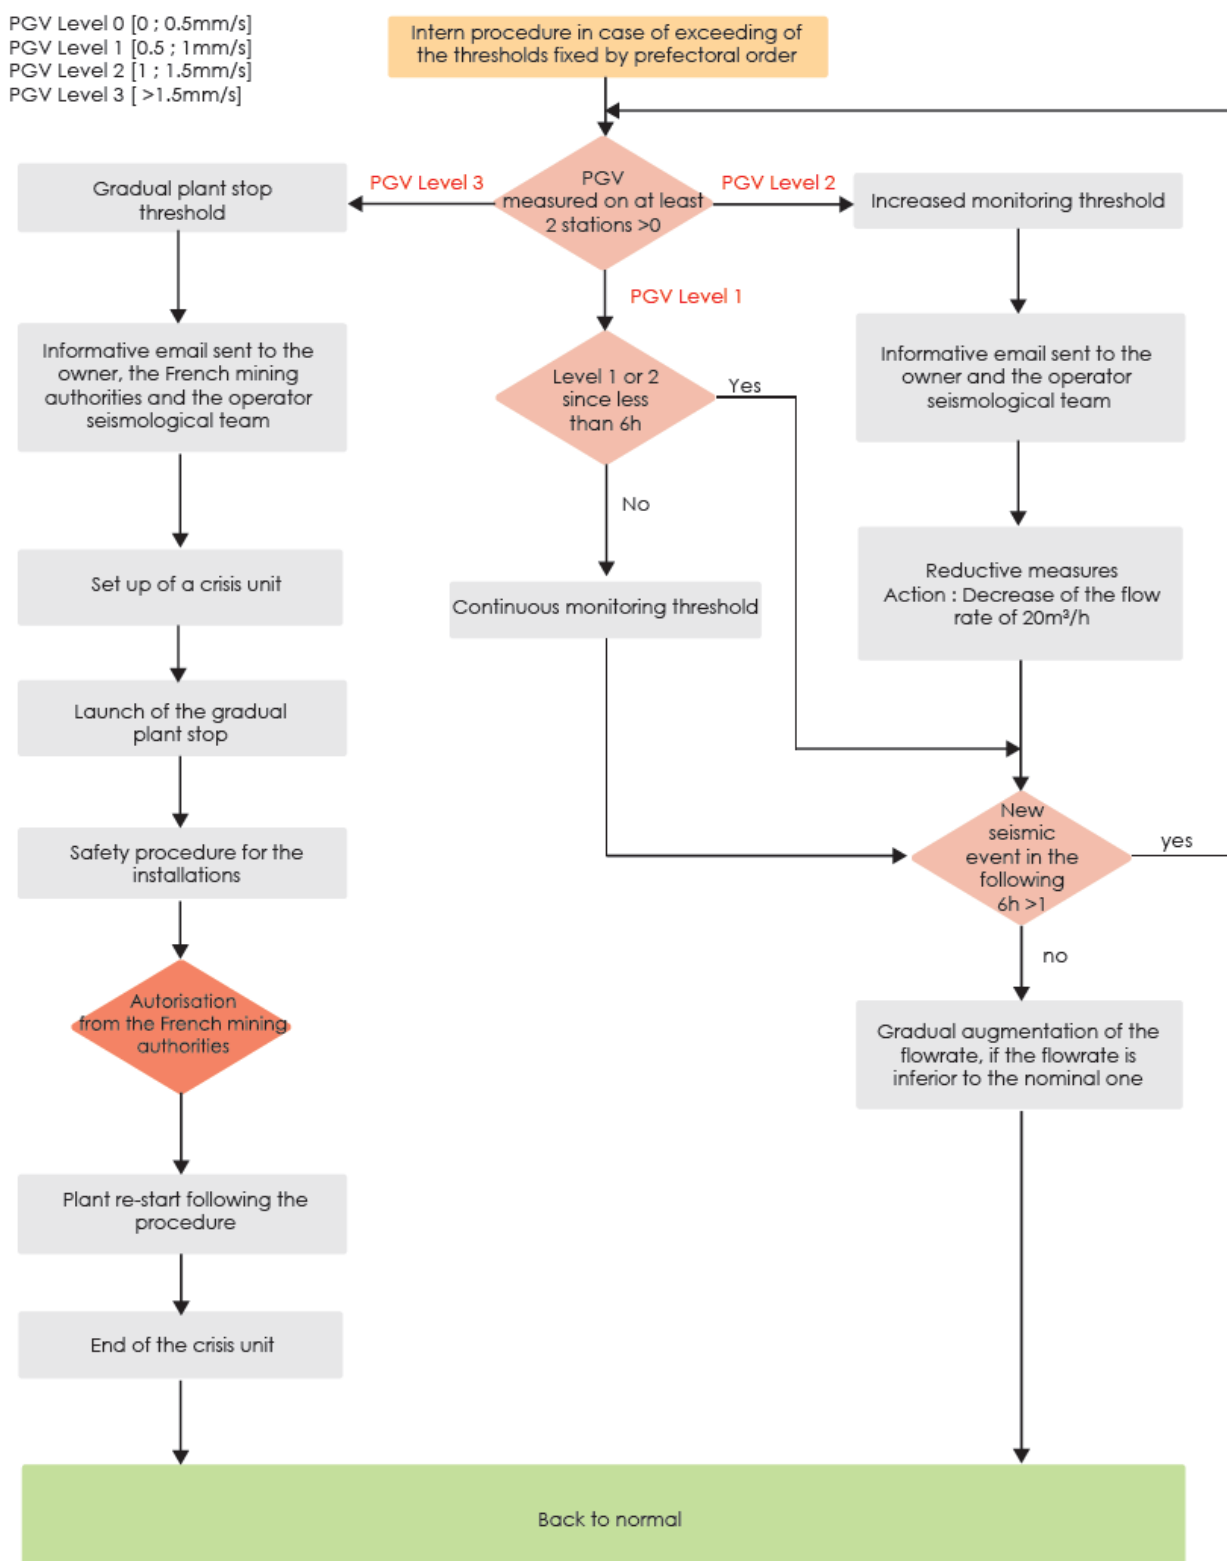 PGV Level 0 [0 ; 0.5mm/s]
PGV Level 1 [0.5 ; 1mm/s]
PGV Level 2 [1 ; 1.5mm/s]
PGV Level 3 [ >1.5mm/s]
Intern procedure in case of exceeding of
the thresholds fixed by prefectoral order
PGV
measured on at least
2 stations >0
PGV Level 3
PGV Level 2
PGV Level 1
Gradual plant stop
threshold
Informative email sent to the
owner, the French mining
authorities and the operator
seismological team
Set up of a crisis unit
Launch of the gradual
plant stop
Safety procedure for the
installations
Autorisation
from the French mining
authorities
Plant re-start following the
procedure
End of the crisis unit
Level 1 or 2
since less
than 6h
Yes
No
Continuous monitoring threshold
Increased monitoring threshold
Informative email sent to the
owner and the operator
seismological team
Reductive measures
Action : Decrease of the flow
rate of 20m³/h
New
seismic
event in the
following
6h >1
yes
no
Gradual augmentation of the
flowrate, if the flowrate is
inferior to the nominal one
Back to normal